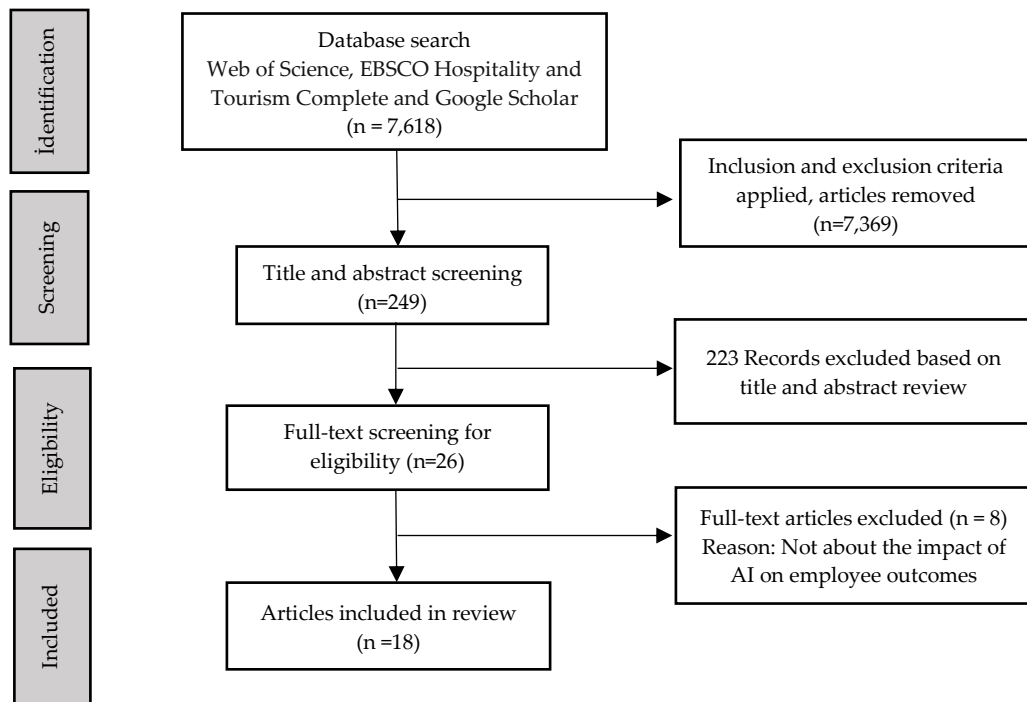 İdentification
Database search
Web of Science, EBSCO Hospitality and
Tourism Complete and Google Scholar
(n = 7,618)
Inclusion and exclusion criteria
applied, articles removed
(n=7,369)
Screening
Title and abstract screening
(n=249)
223 Records excluded based on
title and abstract review
Eligibility
Full-text screening for
eligibility (n=26)
Full-text articles excluded (n = 8)
Reason: Not about the impact of
AI on employee outcomes
Included
Articles included in review
(n =18)